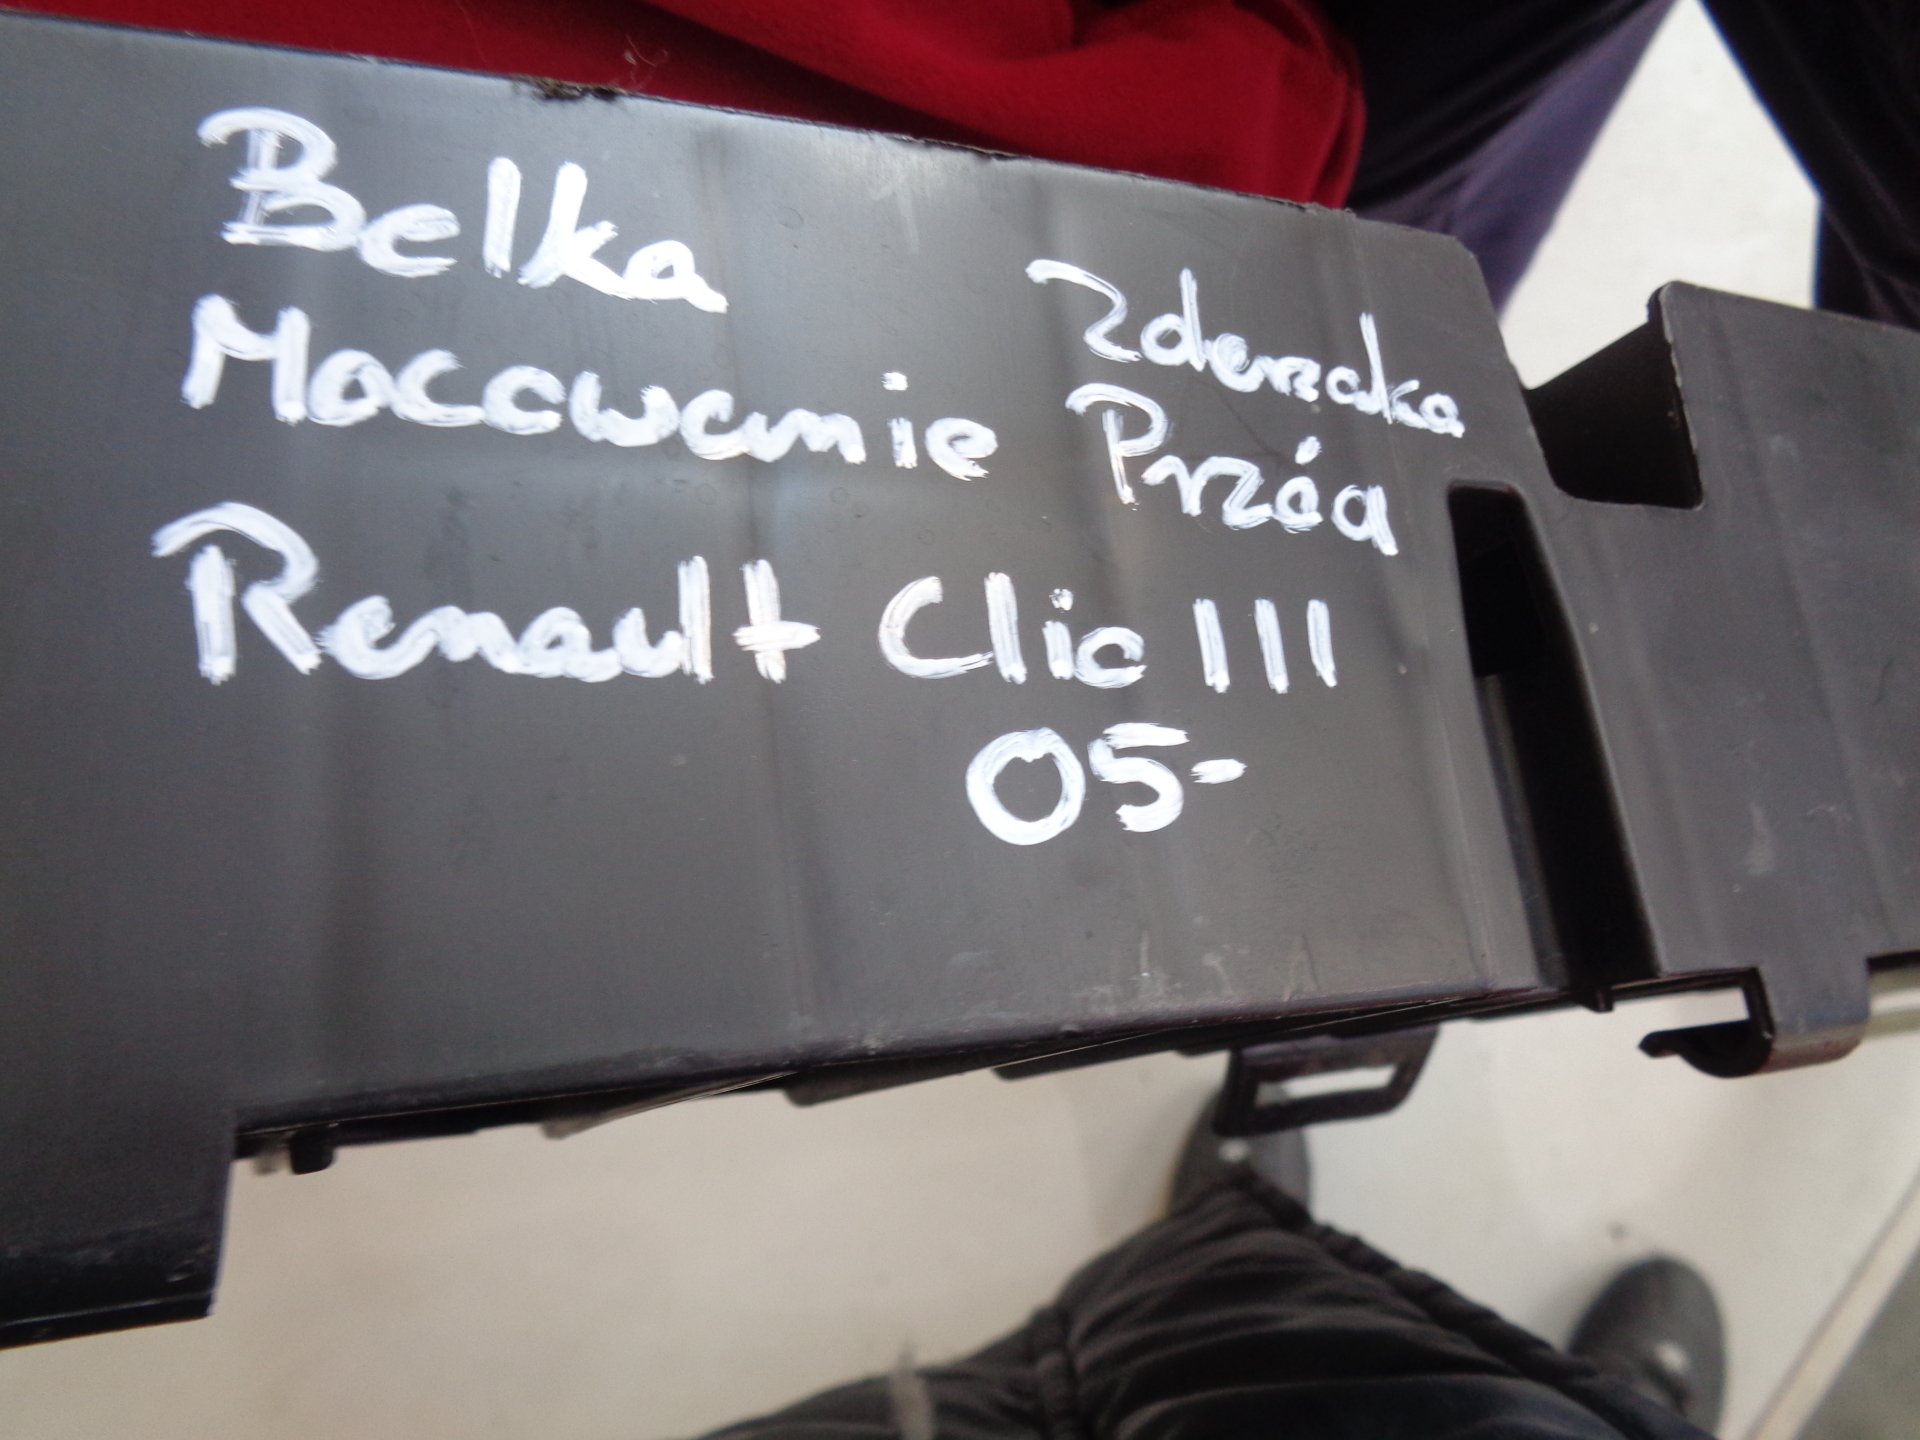 Belka
Mocowanie Zderzaka
Przód
Renault Clio III
05-